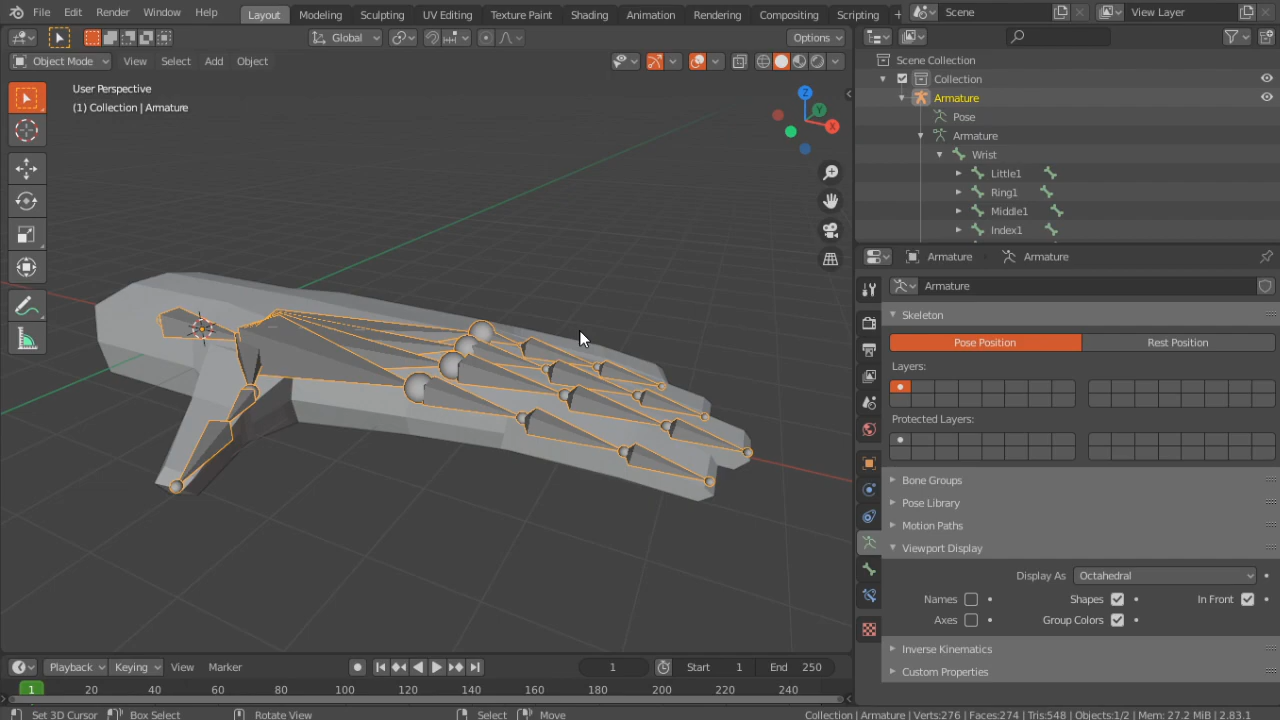 File Edit Render Window Help Layout Modeling Sculpting UV Editing Texture Paint Shading Animation Rendering Compositing Scripting + Scene View Layer
Global Options
Object Mode View Select Add Object
User Perspective
(1) Collection | Armature
Z
Y
X
Scene Collection
Collection
Armature
Pose
Armature
Wrist
Little1
Ring1
Middle1
Index1
Armature Armature
Armature
Skeleton
Pose Position Rest Position
Layers:
Protected Layers:
Bone Groups
Pose Library
Motion Paths
Viewport Display
Display As Octahedral
Names Shapes In Front
Axes Group Colors
Inverse Kinematics
Custom Properties
Playback Keying View Marker 1 Start 1 End 250
1 20 40 60 80 100 120 140 160 180 200 220 240
Set 3D Cursor Box Select Rotate View Select Move Collection | Armature | Verts:276 | Faces:274 | Tris:548 | Objects:1/2 | Mem: 27.2 MiB | 2.83.1